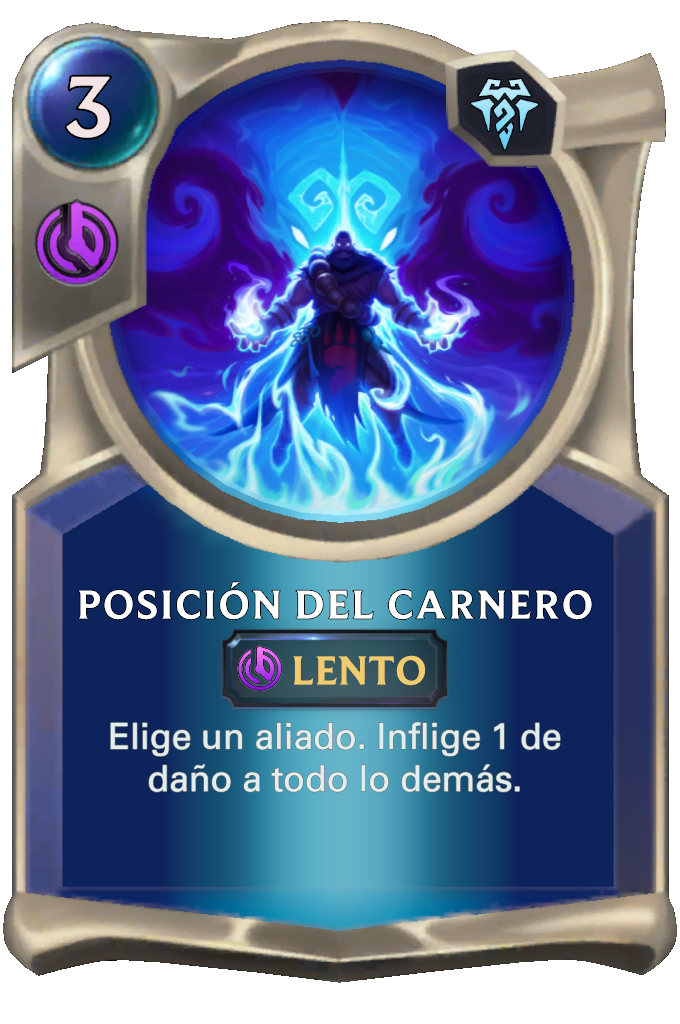 3
POSICIÓN DEL CARNERO
LENTO
Elige un aliado. Inflige 1 de
daño a todo lo demás.